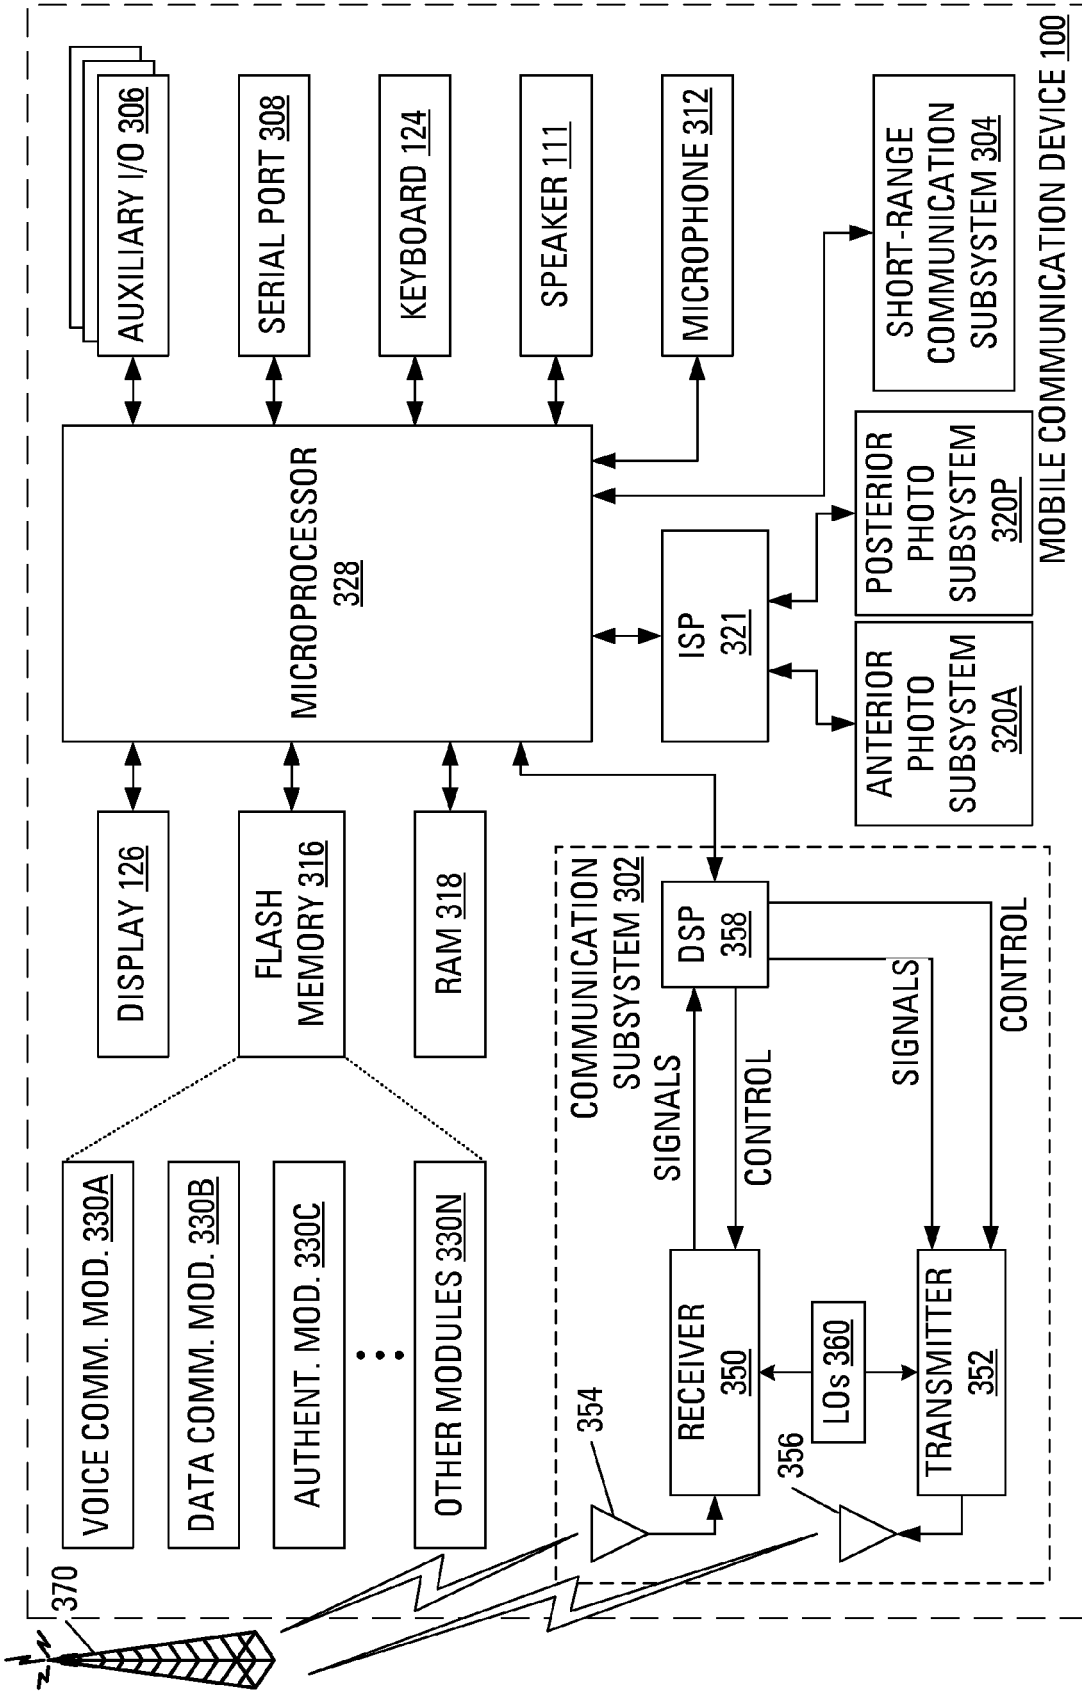 370
VOICE COMM. MOD. 330A
DATA COMM. MOD. 330B
AUTHENT. MOD. 330C
OTHER MODULES 330N
DISPLAY 126
FLASH
MEMORY 316
RAM 318
MICROPROCESSOR
328
AUXILIARY I/O 306
SERIAL PORT 308
KEYBOARD 124
SPEAKER 111
MICROPHONE 312
354
356
COMMUNICATION
SUBSYSTEM 302
RECEIVER
350
LOs 360
TRANSMITTER
352
SIGNALS
CONTROL
DSP
358
SIGNALS
CONTROL
ISP
321
ANTERIOR
PHOTO
SUBSYSTEM
320A
POSTERIOR
PHOTO
SUBSYSTEM
320P
SHORT-RANGE
COMMUNICATION
SUBSYSTEM 304
MOBILE COMMUNICATION DEVICE 100